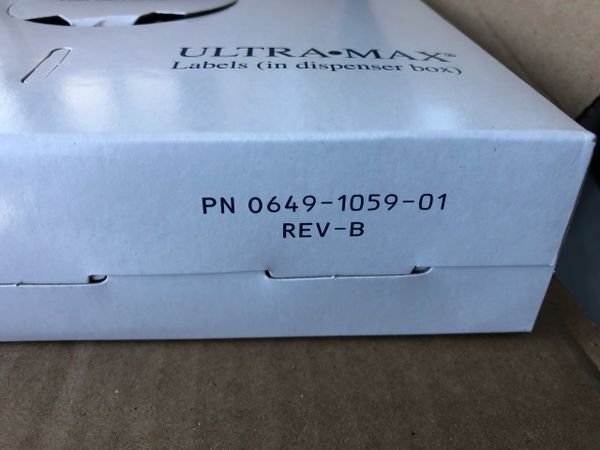 ULTRA•MAX®
Labels (in dispenser box)
PN 0649-1059-01
REV-B